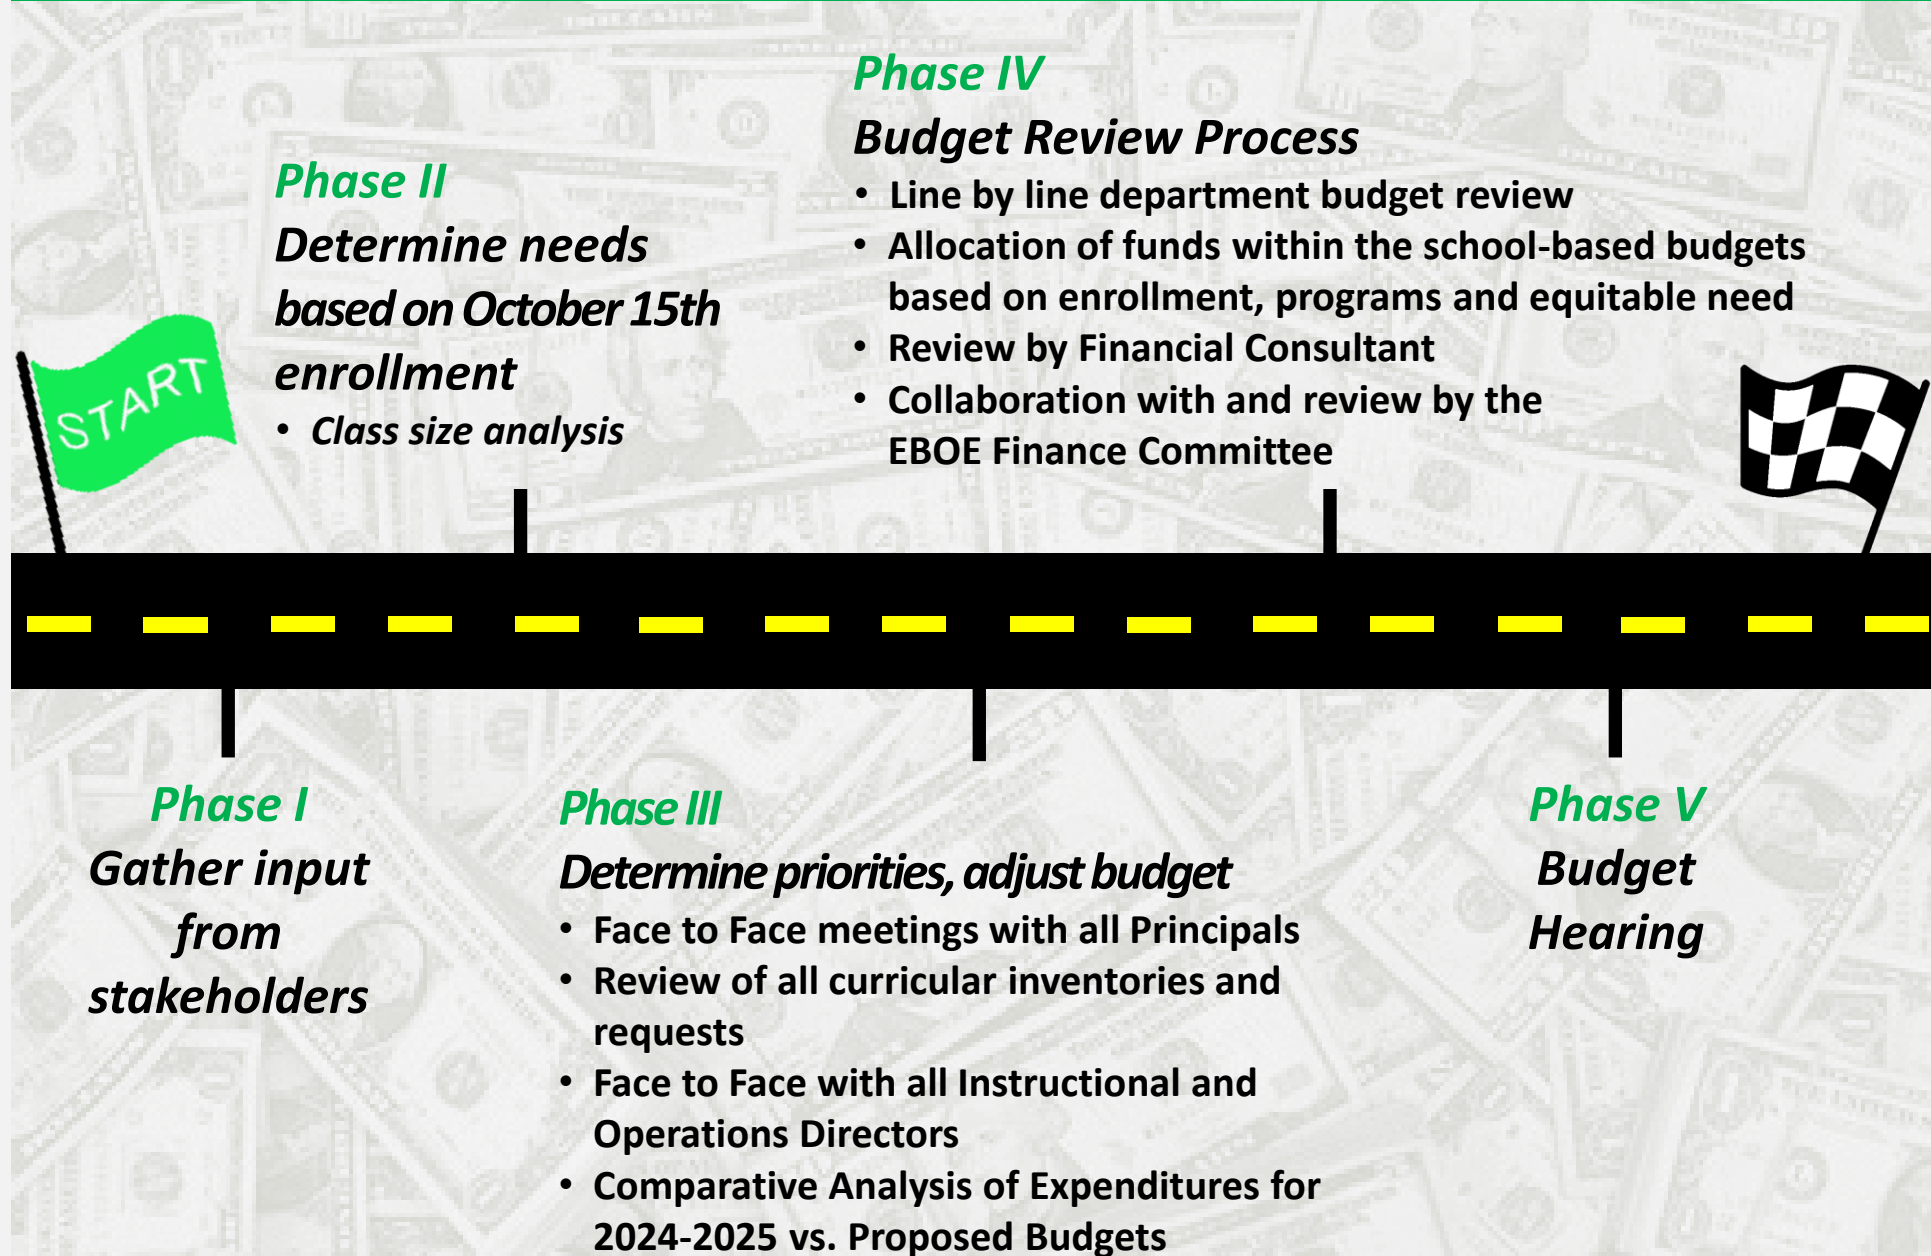 START
Phase I
Gather input
from
stakeholders
Phase II
Determine needs
based on October 15th
enrollment
• Class size analysis
Phase III
Determine priorities, adjust budget
• Face to Face meetings with all Principals
• Review of all curricular inventories and
requests
• Face to Face with all Instructional and
Operations Directors
• Comparative Analysis of Expenditures for
2024-2025 vs. Proposed Budgets
Phase IV
Budget Review Process
• Line by line department budget review
• Allocation of funds within the school-based budgets
based on enrollment, programs and equitable need
• Review by Financial Consultant
• Collaboration with and review by the
EBOE Finance Committee
Phase V
Budget
Hearing